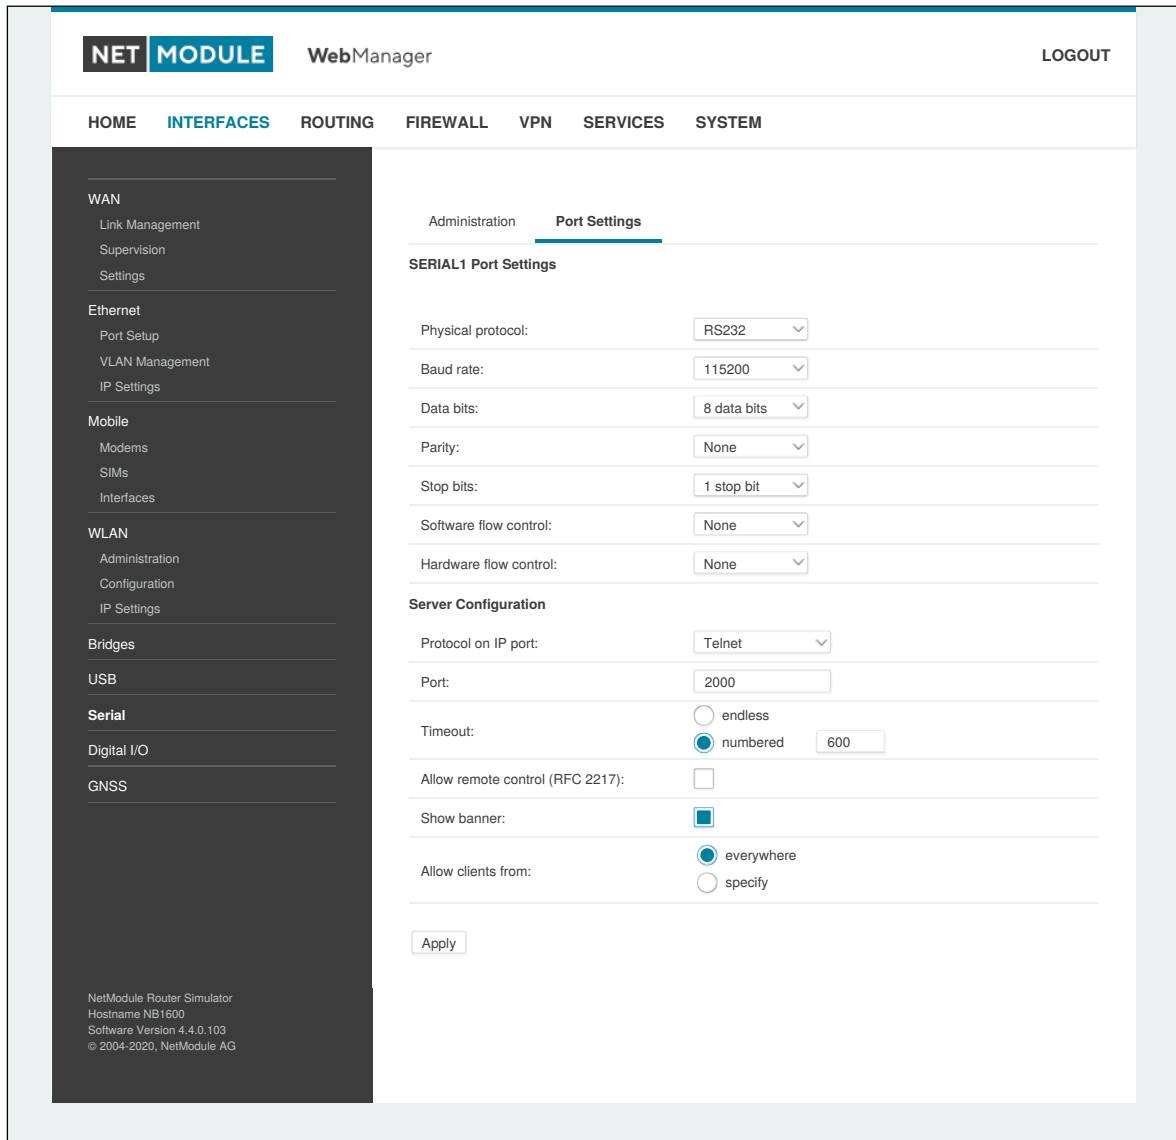 NET MODULE WebManager LOGOUT
HOME INTERFACES ROUTING FIREWALL VPN SERVICES SYSTEM
WAN
Link Management
Supervision
Settings
Ethernet
Port Setup
VLAN Management
IP Settings
Mobile
Modems
SIMs
Interfaces
WLAN
Administration
Configuration
IP Settings
Bridges
USB
Serial
Digital I/O
GNSS
NetModule Router Simulator
Hostname NB1600
Software Version 4.4.0.103
© 2004-2020, NetModule AG
Administration Port Settings
SERIAL1 Port Settings
Physical protocol: RS232
Baud rate: 115200
Data bits: 8 data bits
Parity: None
Stop bits: 1 stop bit
Software flow control: None
Hardware flow control: None
Server Configuration
Protocol on IP port: Telnet
Port: 2000
Timeout:
endless
numbered 600
Allow remote control (RFC 2217):
Show banner:
Allow clients from:
everywhere
specify
Apply